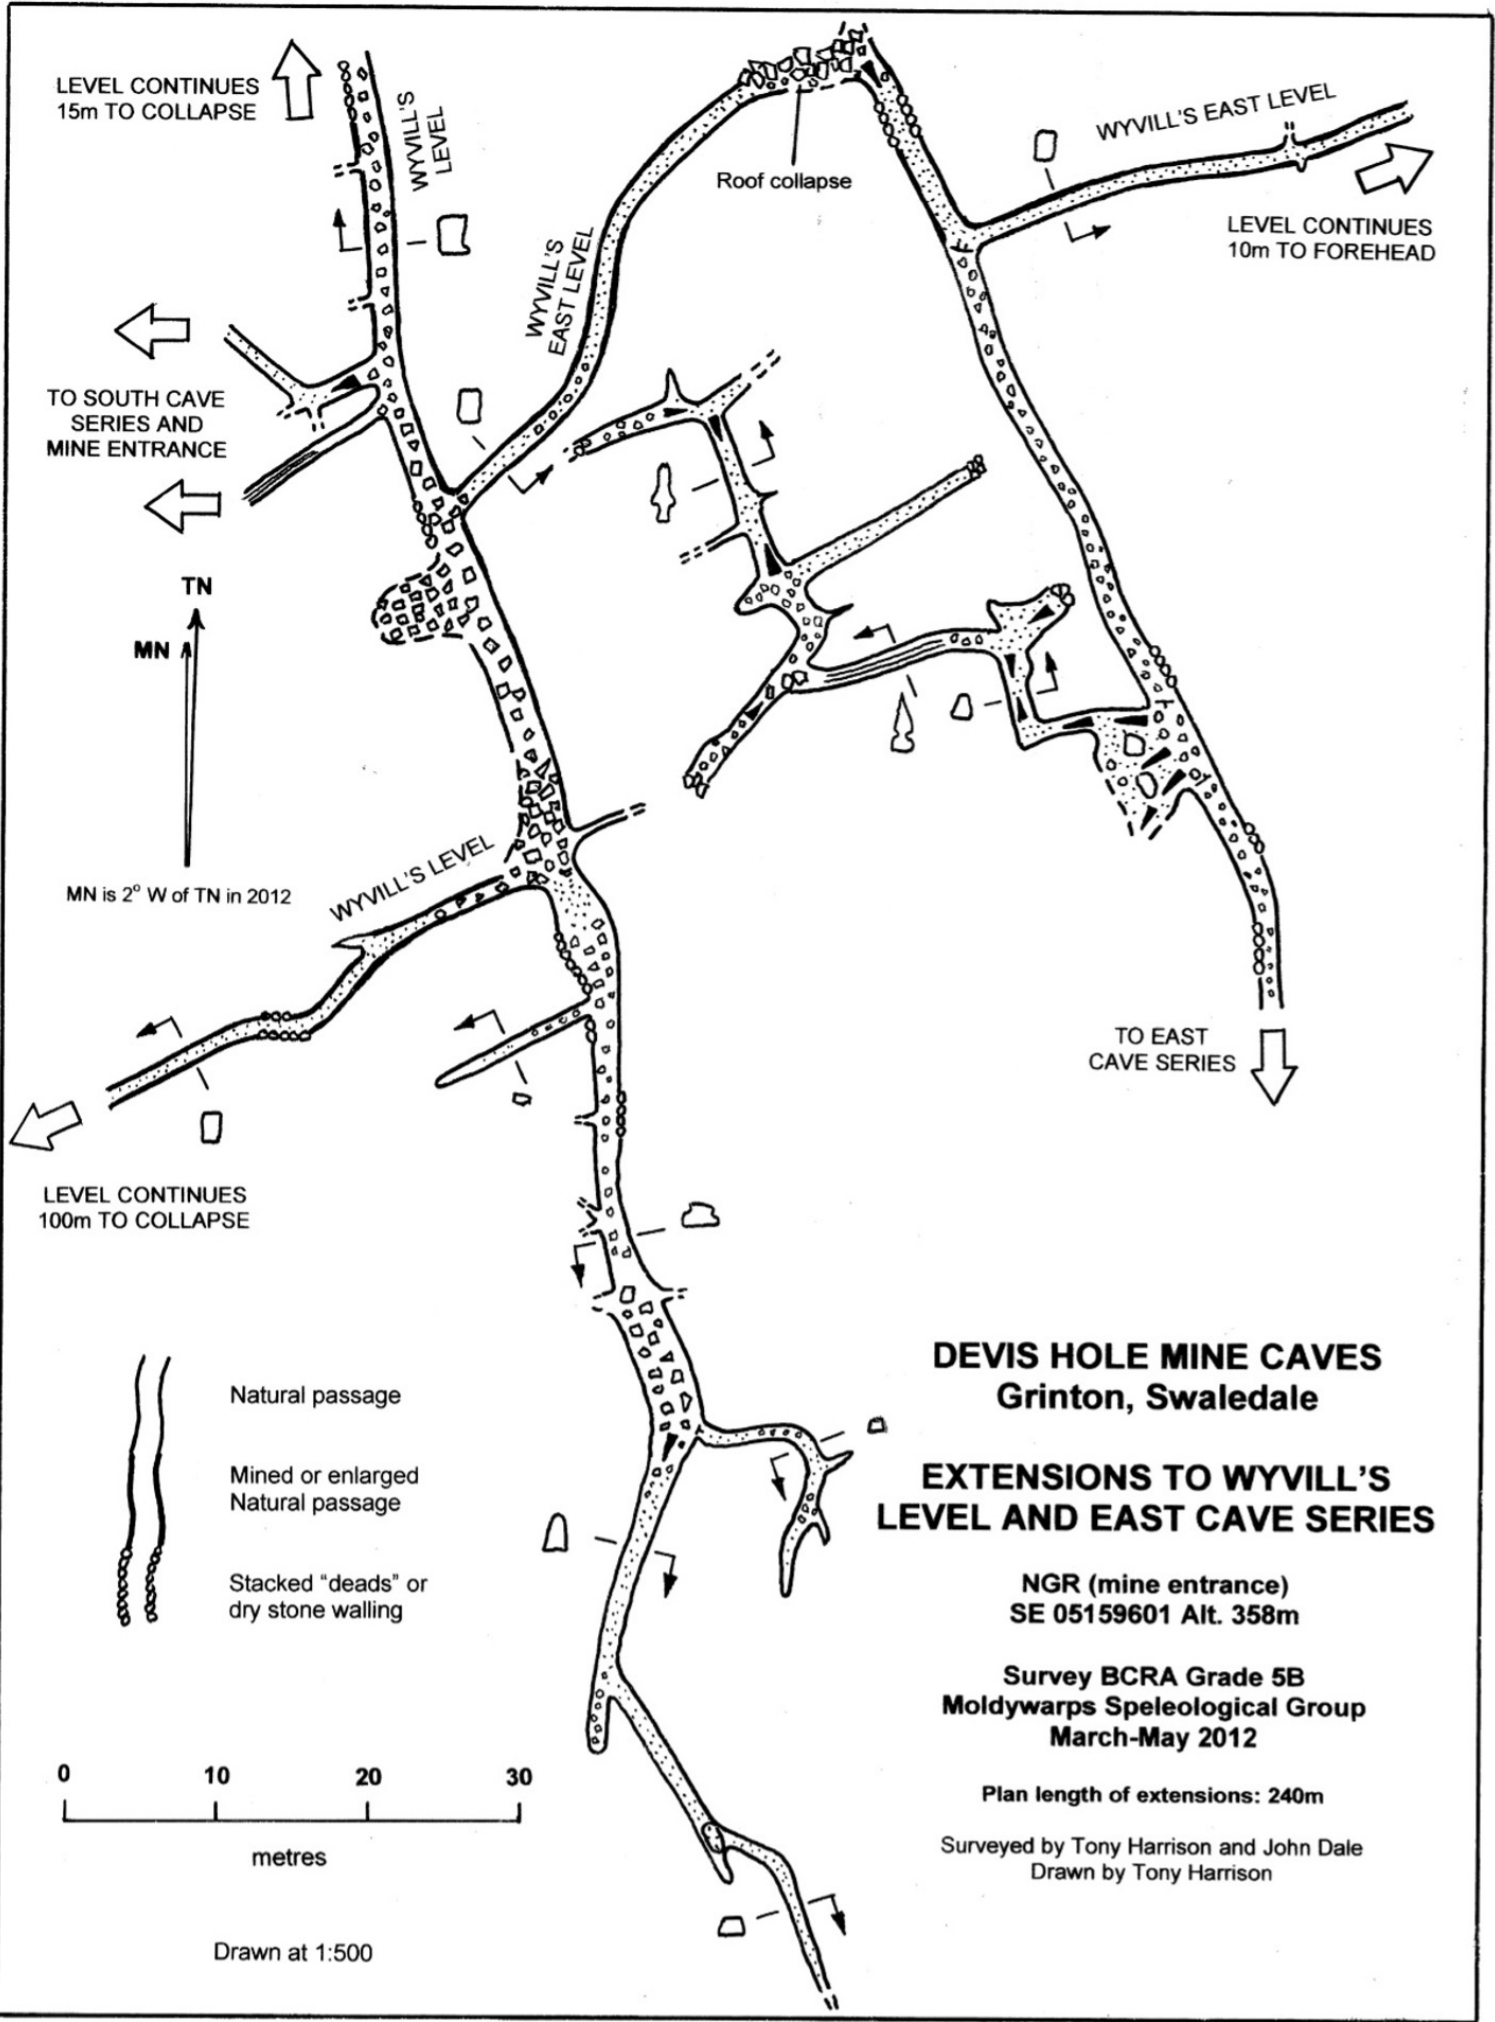 LEVEL CONTINUES
15m TO COLLAPSE
WYVILL'S
LEVEL
Roof collapse
WYVILL'S EAST LEVEL
LEVEL CONTINUES
10m TO FOREHEAD
WYVILL'S
EAST LEVEL
TO SOUTH CAVE
SERIES AND
MINE ENTRANCE
TN
MN
MN is 2° W of TN in 2012
WYVILL'S LEVEL
TO EAST
CAVE SERIES
LEVEL CONTINUES
100m TO COLLAPSE
Natural passage
Mined or enlarged
Natural passage
Stacked “deads” or
dry stone walling
DEVIS HOLE MINE CAVES
Grinton, Swaledale
EXTENSIONS TO WYVILL'S
LEVEL AND EAST CAVE SERIES
NGR (mine entrance)
SE 05159601 Alt. 358m
Survey BCRA Grade 5B
Moldywarps Speleological Group
March-May 2012
Plan length of extensions: 240m
Surveyed by Tony Harrison and John Dale
Drawn by Tony Harrison
0 10 20 30
metres
Drawn at 1:500